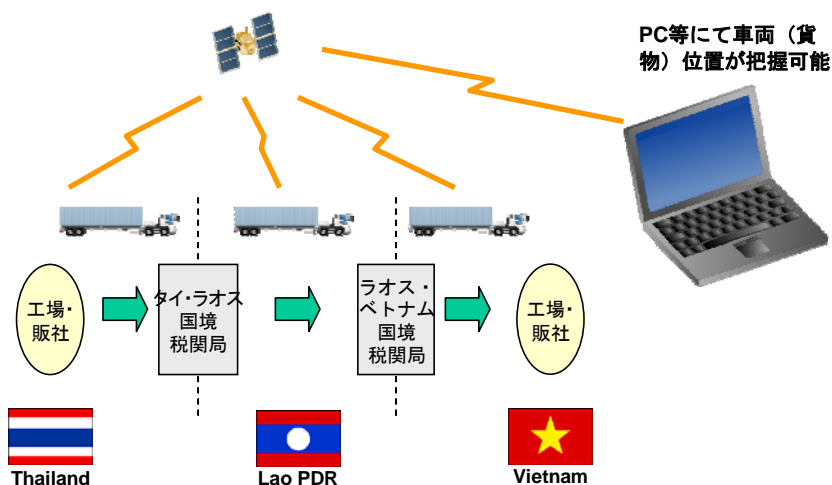 PC等にて車両（貨
物）位置が把握可能
工場・
販社
タイ・ラオス
国境
税関局
ラオス・
ベトナム
国境
税関局
工場・
販社
Thailand
Lao PDR
Vietnam